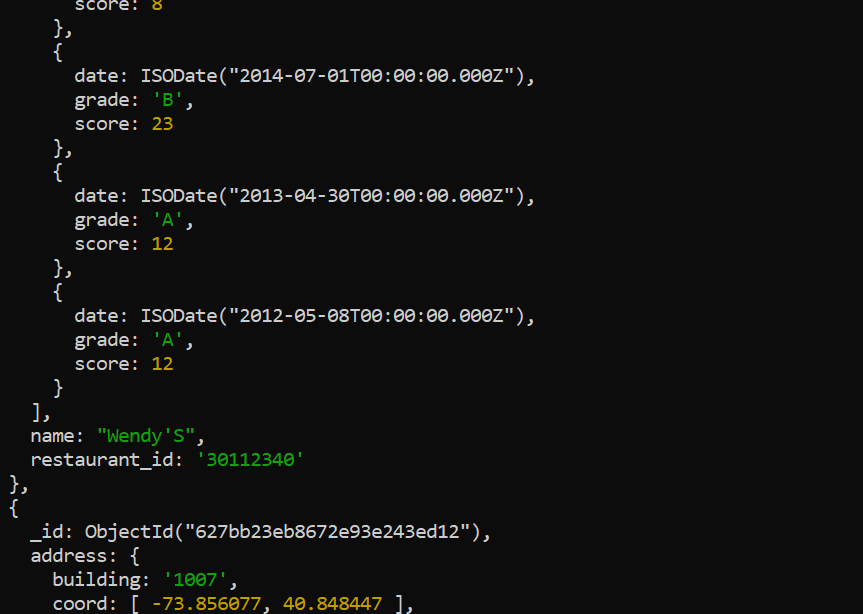 score: 8
},
{
date: ISODate("2014-07-01T00:00:00.000Z"),
grade: 'B',
score: 23
},
{
date: ISODate("2013-04-30T00:00:00.000Z"),
grade: 'A',
score: 12
},
{
date: ISODate("2012-05-08T00:00:00.000Z"),
grade: 'A',
score: 12
}
],
name: "Wendy'S",
restaurant_id: '30112340'
},
{
_id: ObjectId("627bb23eb8672e93e243ed12"),
address: {
building: '1007',
coord: [ -73.856077, 40.848447 ],